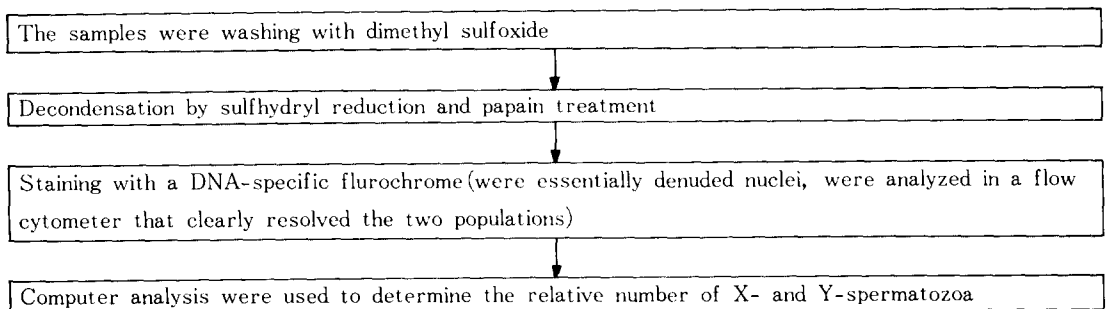 The samples were washing with dimethyl sulfoxide
Decondensation by sulfhydryl reduction and papain treatment
Staining with a DNA-specific flurochrome(were essentially denuded nuclei, were analyzed in a flow
cytometer that clearly resolved the two populations)
Computer analysis were used to determine the relative number of X- and Y-spermatozoa